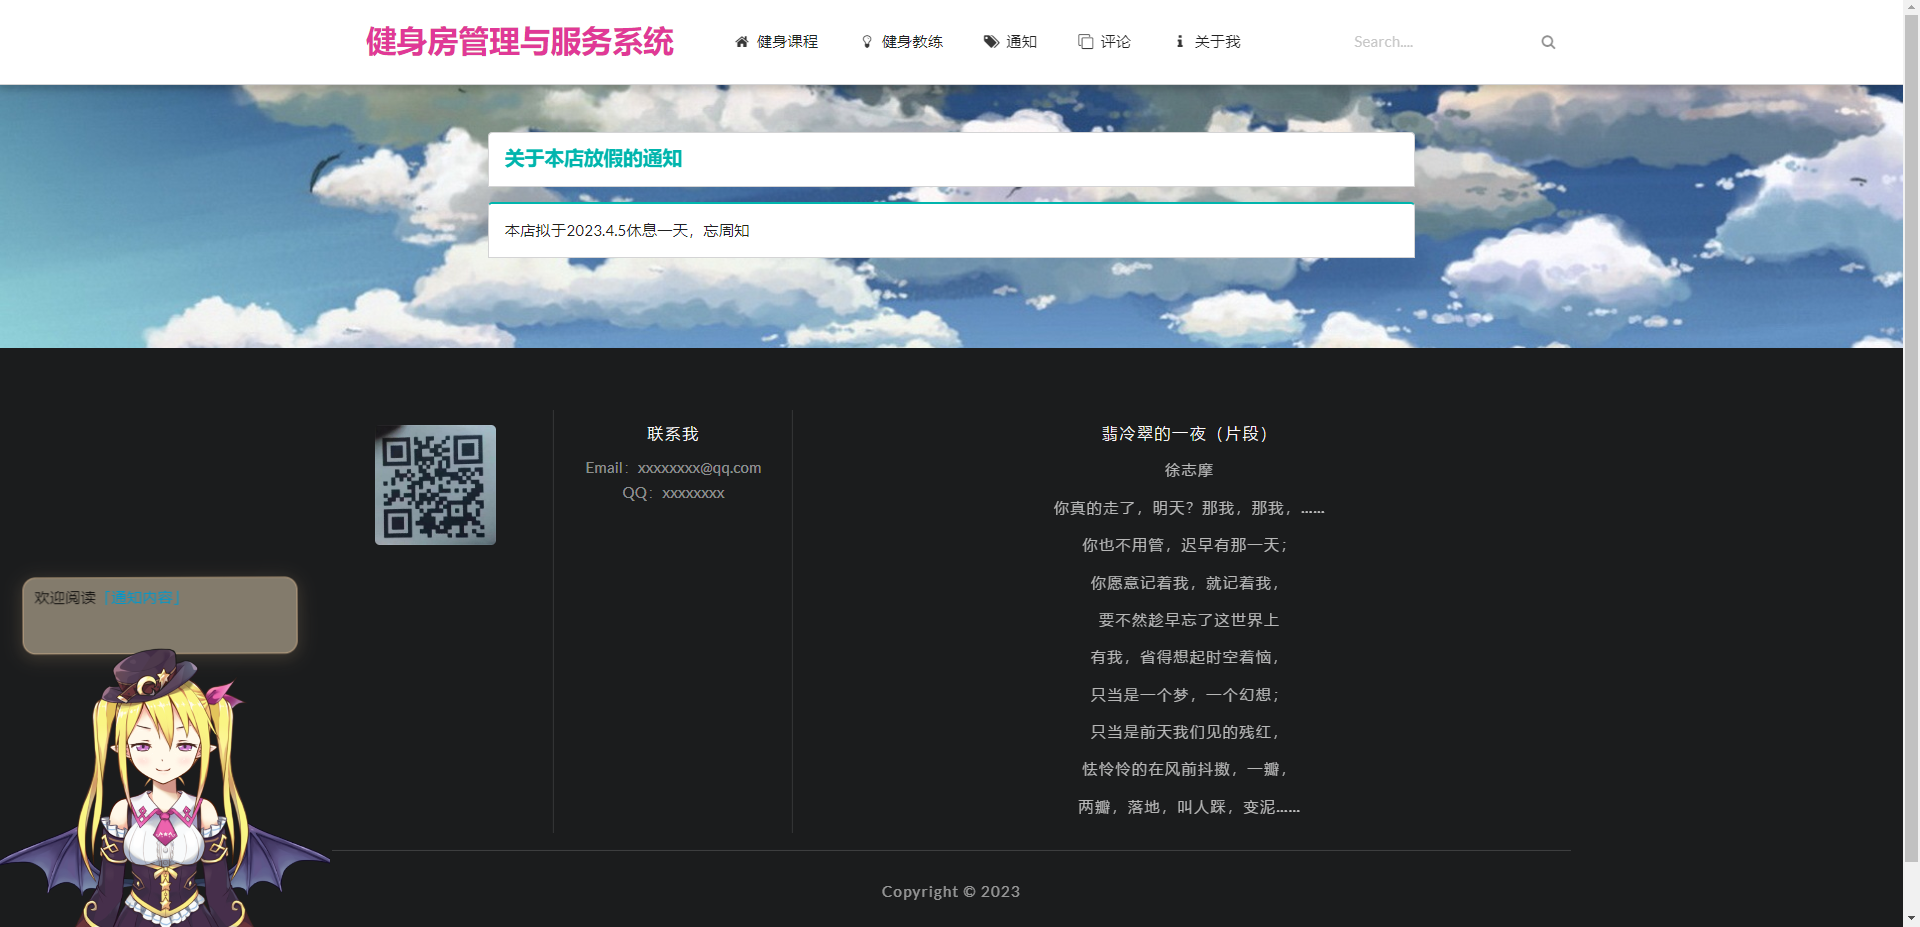 健身房管理与服务系统
健身课程
健身教练
通知
评论
关于我
Search....
关于本店放假的通知
本店拟于2023.4.5休息一天，忘周知
联系我
Email：xxxxxxxx@qq.com
QQ：xxxxxxxx
翡冷翠的一夜（片段）
徐志摩
你真的走了，明天？那我，那我，……
你也不用管，迟早有那一天；
你愿意记着我，就记着我，
要不然趁早忘了这世界上
有我，省得想起时空着恼，
只当是一个梦，一个幻想；
只当是前天我们见的残红，
怯怜怜的在风前抖擞，一瓣，
两瓣，落地，叫人踩，变泥……
欢迎阅读「通知内容」
Copyright © 2023